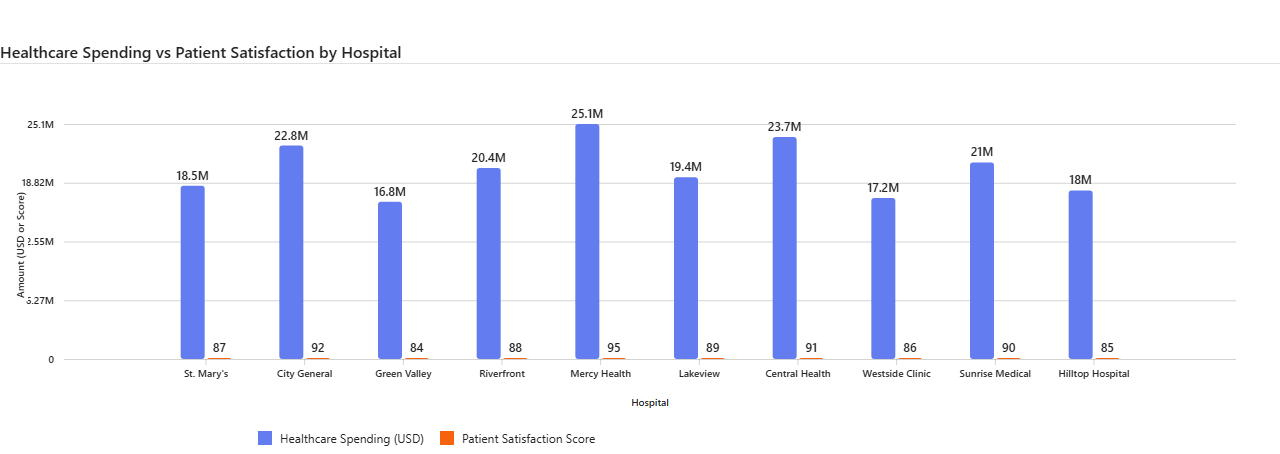 Healthcare Spending vs Patient Satisfaction by Hospital
Amount (USD or Score)
25.1M
18.82M
2.55M
6.27M
0
18.5M
22.8M
16.8M
20.4M
25.1M
19.4M
23.7M
17.2M
21M
18M
87
92
84
88
95
89
91
86
90
85
St. Mary's
City General
Green Valley
Riverfront
Mercy Health
Lakeview
Central Health
Westside Clinic
Sunrise Medical
Hilltop Hospital
Hospital
Healthcare Spending (USD)
Patient Satisfaction Score